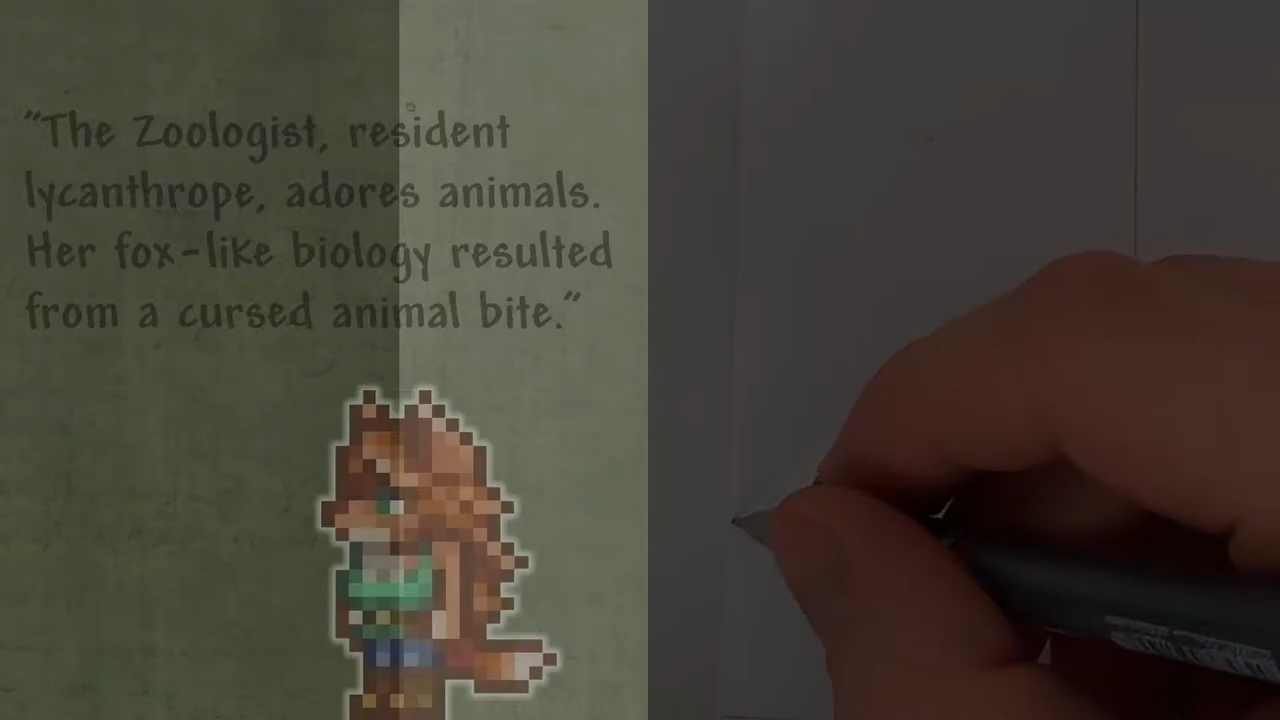 "The Zoologist, resident
lycanthrope, adores animals.
Her fox-like biology resulted
from a cursed animal bite."